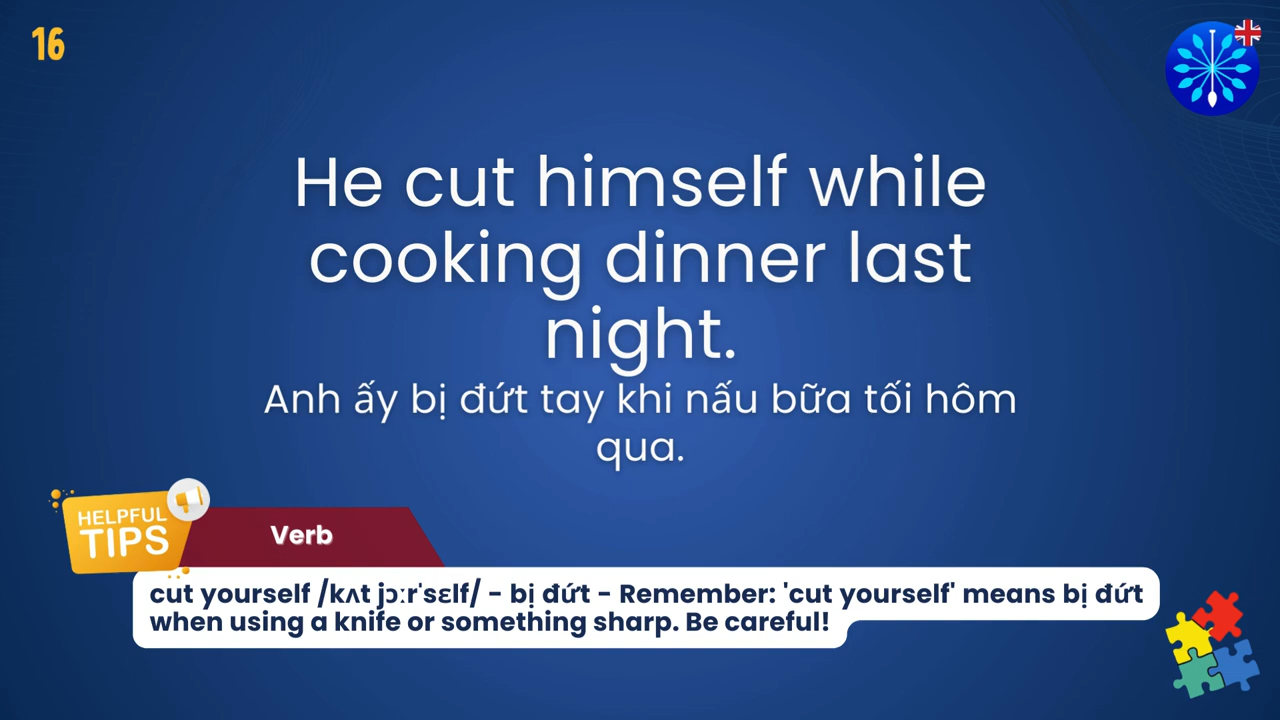 16
He cut himself while
cooking dinner last
night.
Anh ấy bị đứt tay khi nấu bữa tối hôm
qua.
HELPFUL
TIPS
Verb
cut yourself /kʌt jɔːr'sɛlf/ - bị đứt - Remember: 'cut yourself' means bị đứt
when using a knife or something sharp. Be careful!